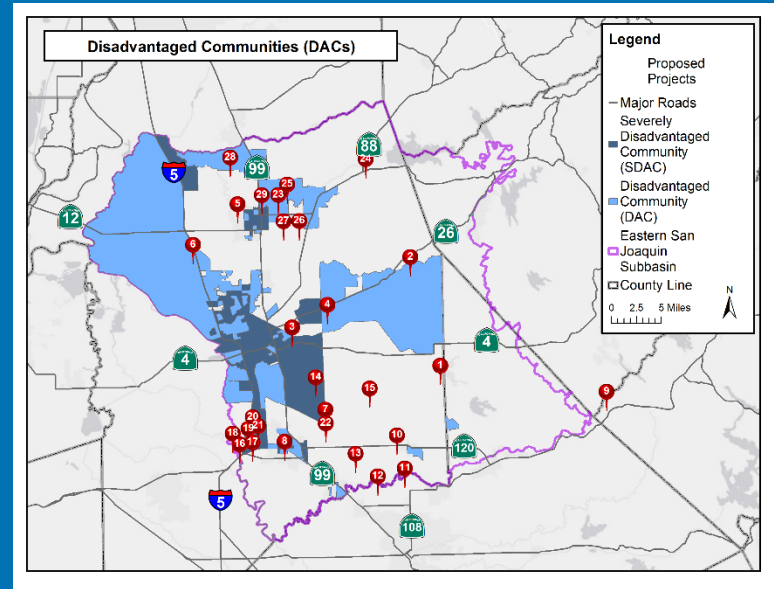 Disadvantaged Communities (DACs)
Legend
Proposed
Projects
Major Roads
Severely
Disadvantaged
Community
(SDAC)
Disadvantaged
Community
(DAC)
Eastern San
Joaquin
Subbasin
County Line
0 2.5 5 Miles
N
88
24
28
99
5
25
29
23
5
12
27
26
26
6
2
4
3
4
4
1
14
15
9
7
20
22
21
19
18
10
8
16
17
120
13
11
99
12
5
108